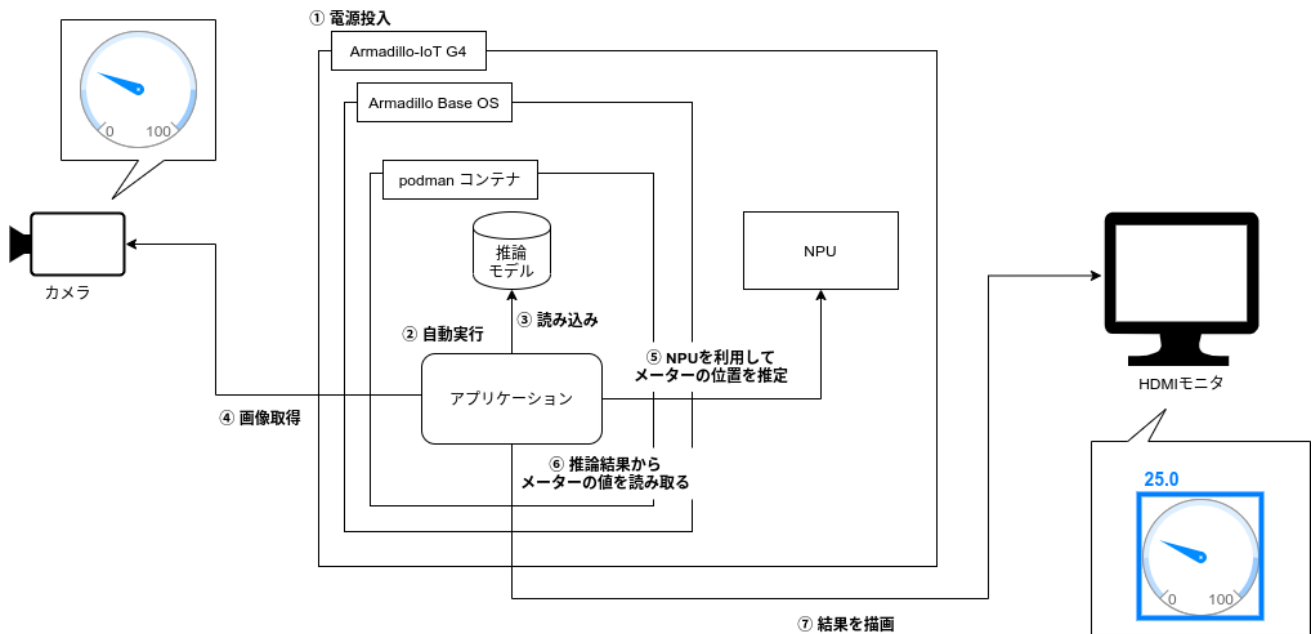 ① 電源投入
Armadillo-IoT G4
Armadillo Base OS
0
100
podman コンテナ
推論
モデル
NPU
カメラ
② 自動実行
③ 読み込み
⑤ NPUを利用して
メーターの位置を推定
アプリケーション
HDMIモニタ
④ 画像取得
⑥ 推論結果から
メーターの値を読み取る
25.0
0
100
⑦ 結果を描画